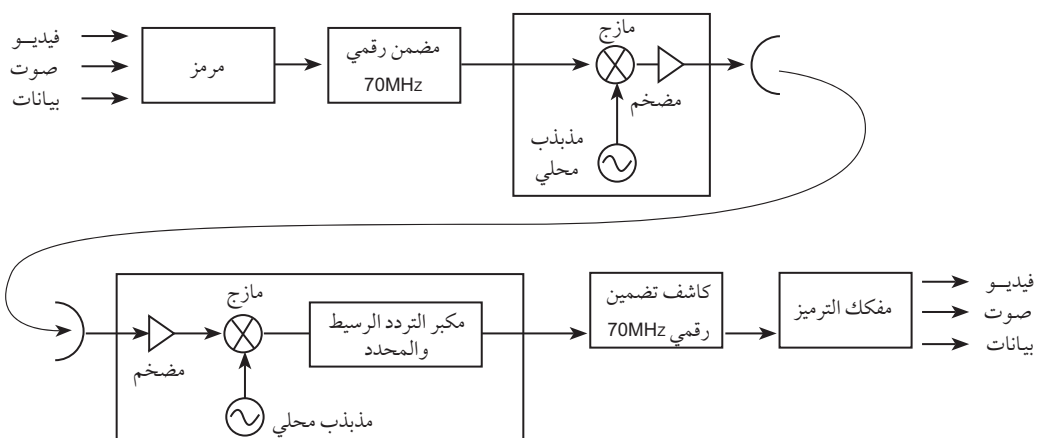 فيديـو
صوت
بيانات
مرمز
مضمن رقمي
70MHz
مازج
مضخم
مذبذب
محلي
مازج
مضخم
مذبذب محلي
مكبر التردد الرسيط
والمحدد
كاشف تضمين
رقمي 70MHz
مفكك الترميز
فيديـو
صوت
بيانات